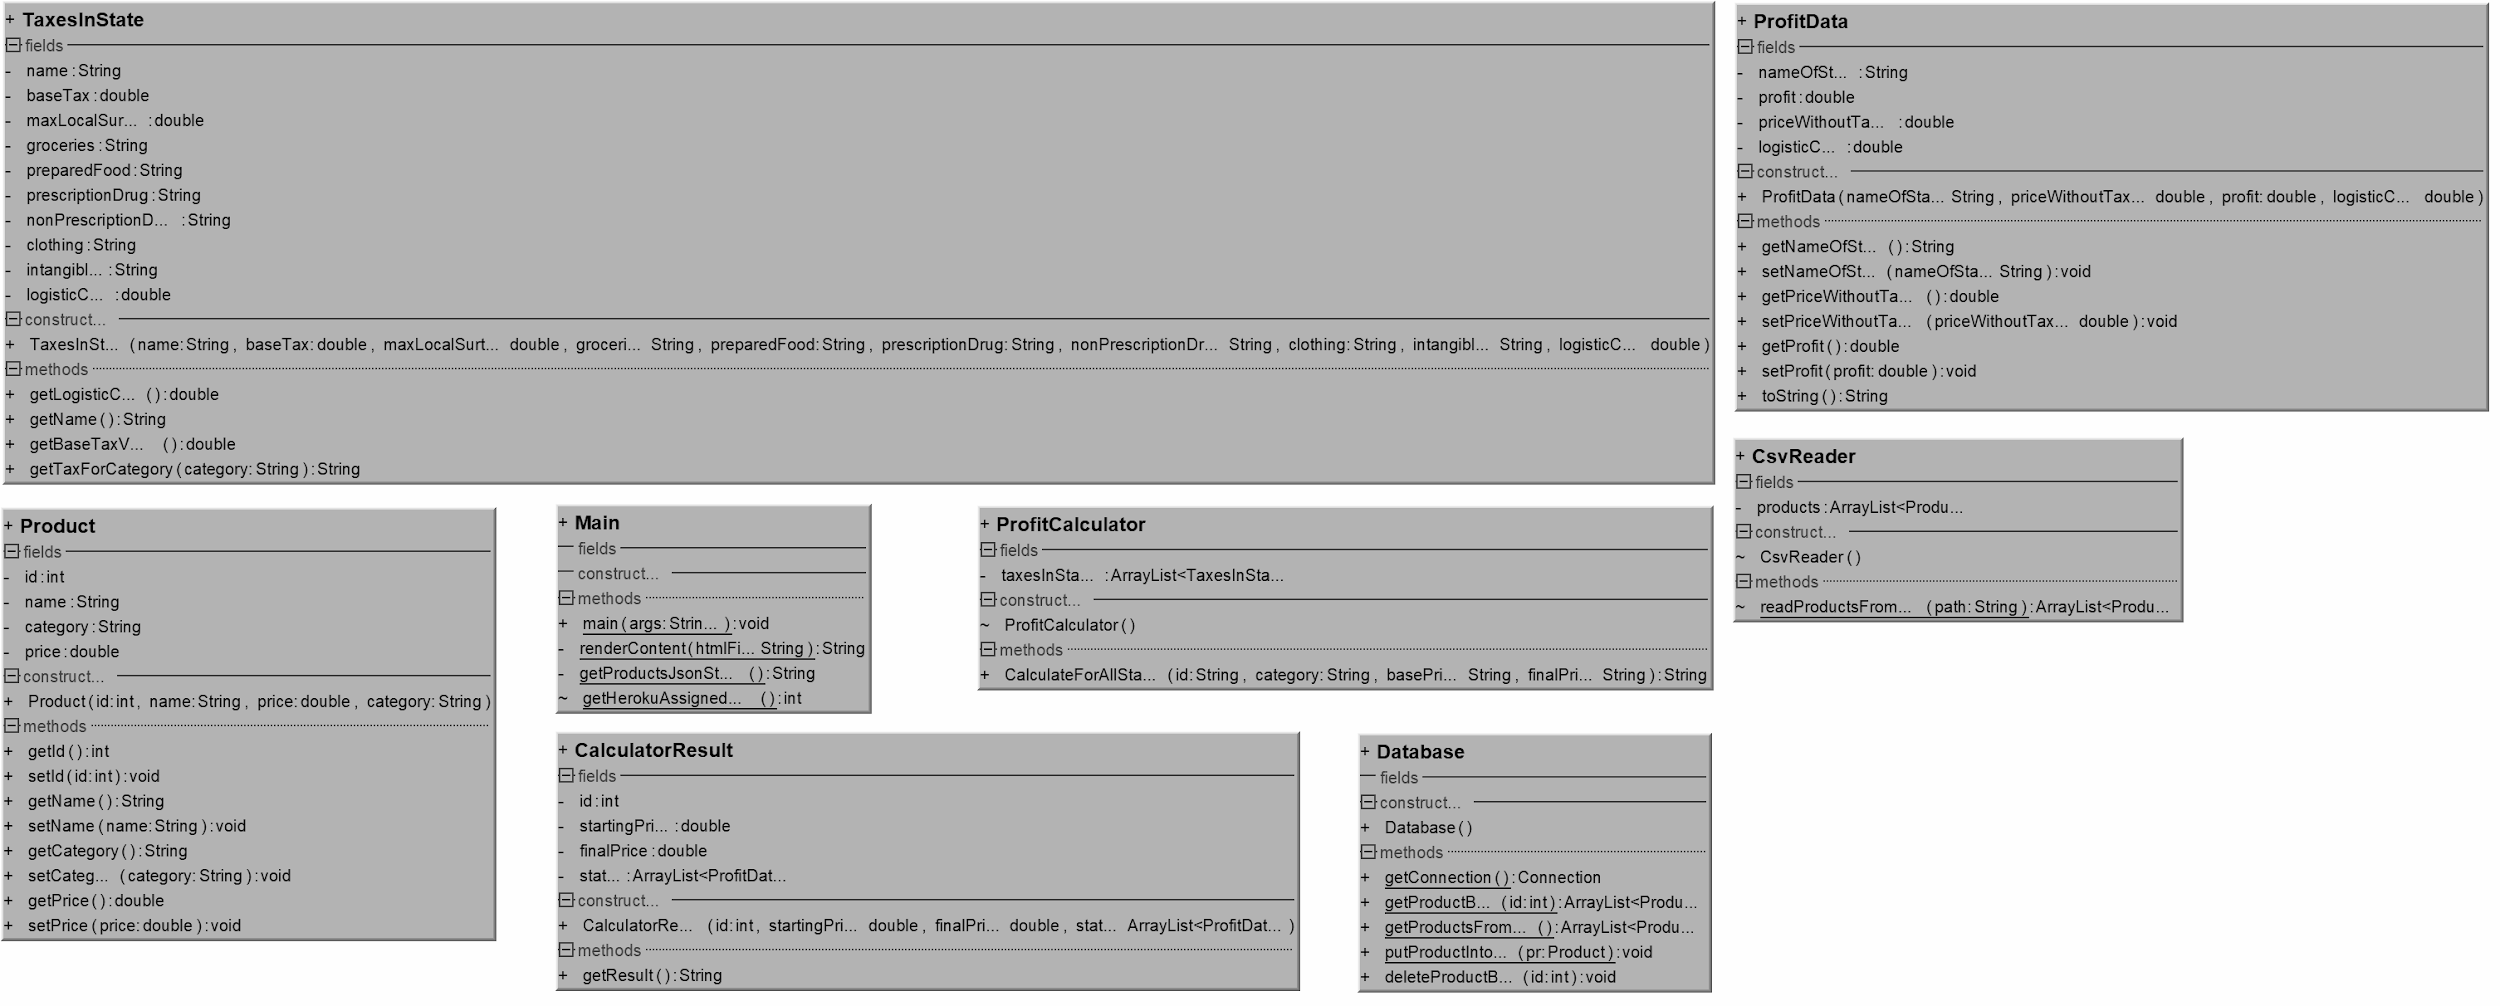 + TaxesInState
fields
- name : String
- baseTax : double
- maxLocalSur... : double
- groceries : String
- preparedFood : String
- prescriptionDrug : String
- nonPrescriptionD... : String
- clothing : String
- intangibl... : String
- logisticC... : double
construct...
+ TaxesInSt... ( name: String , baseTax: double , maxLocalSurt... double , groceri... String , preparedFood: String , prescriptionDrug: String , nonPrescriptionDr... String , clothing: String , intangibl... String , logisticC... double )
methods
+ getLogisticC... ( ) : double
+ getName ( ) : String
+ getBaseTaxV... ( ) : double
+ getTaxForCategory ( category: String ) : String
+ ProfitData
fields
- nameOfSt... : String
- profit : double
- priceWithoutTa... : double
- logisticC... : double
construct...
+ ProfitData ( nameOfSta... String , priceWithoutTax... double , profit: double , logisticC... double )
methods
+ getNameOfSt... ( ) : String
+ setNameOfSt... ( nameOfSta... String ) : void
+ getPriceWithoutTa... ( ) : double
+ setPriceWithoutTa... ( priceWithoutTax... double ) : void
+ getProfit ( ) : double
+ setProfit ( profit: double ) : void
+ toString ( ) : String
+ CsvReader
fields
- products : ArrayList<Produ...
construct...
~ CsvReader ( )
methods
~ readProductsFrom... ( path: String ) : ArrayList<Produ...
+ Product
fields
- id : int
- name : String
- category : String
- price : double
construct...
+ Product ( id: int , name: String , price: double , category: String )
methods
+ getId ( ) : int
+ setId ( id: int ) : void
+ getName ( ) : String
+ setName ( name: String ) : void
+ getCategory ( ) : String
+ setCateg... ( category: String ) : void
+ getPrice ( ) : double
+ setPrice ( price: double ) : void
+ Main
fields
construct...
methods
+ main ( args: Strin... ) : void
- renderContent ( htmlFi... String ) : String
- getProductsJsonSt... ( ) : String
~ getHerokuAssigned... ( ) : int
+ ProfitCalculator
fields
- taxesInSta... : ArrayList<TaxesInSta...
construct...
~ ProfitCalculator ( )
methods
+ CalculateForAllSta... ( id: String , category: String , basePri... String , finalPri... String ) : String
+ CalculatorResult
fields
- id : int
- startingPri... : double
- finalPrice : double
- stat... : ArrayList<ProfitDat...
construct...
+ CalculatorRe... ( id: int , startingPri... double , finalPri... double , stat... ArrayList<ProfitDat... )
methods
+ getResult ( ) : String
+ Database
fields
construct...
+ Database ( )
methods
+ getConnection ( ) : Connection
+ getProductB... ( id: int ) : ArrayList<Produ...
+ getProductsFrom... ( ) : ArrayList<Produ...
+ putProductInto... ( pr: Product ) : void
+ deleteProductB... ( id: int ) : void